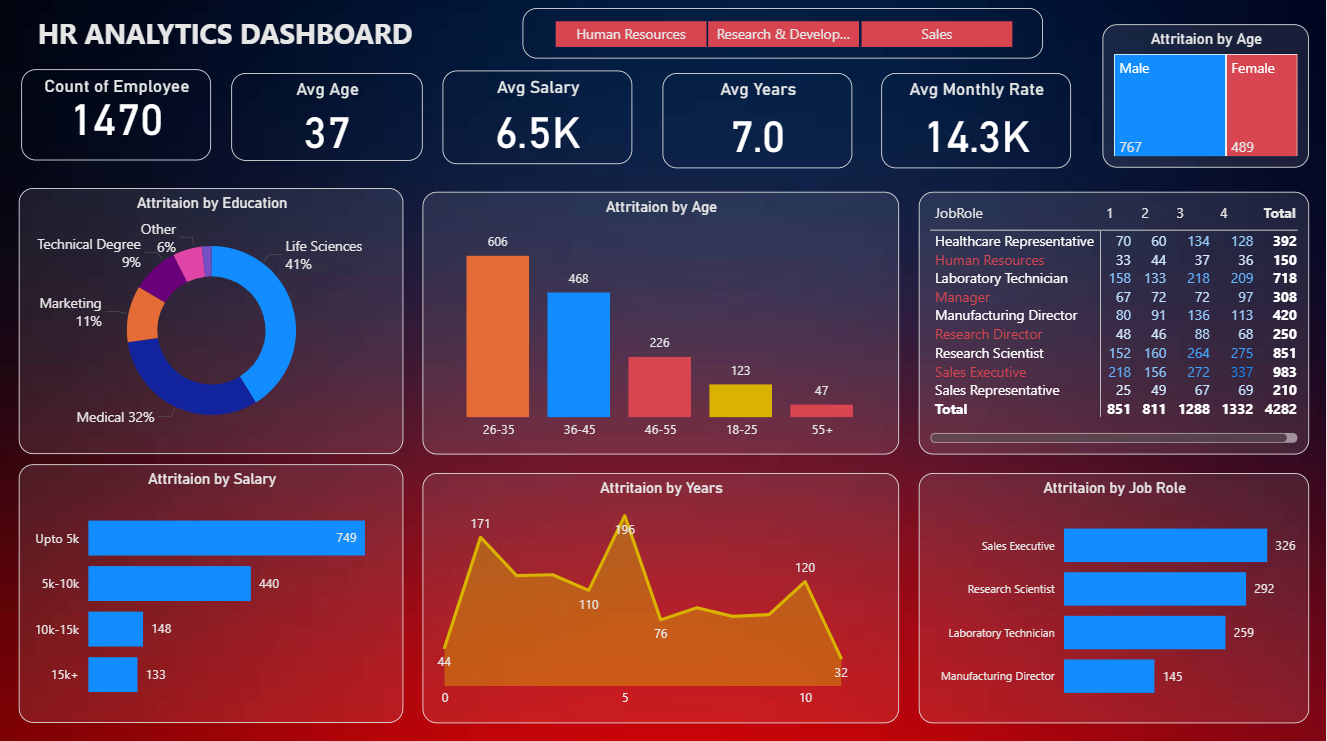 HR ANALYTICS DASHBOARD
Human Resources
Research & Develop...
Sales
Count of Employee
1470
Avg Age
37
Avg Salary
6.5K
Avg Years
7.0
Avg Monthly Rate
14.3K
Attritaion by Age
Male
Female
767
489
Attritaion by Education
Life Sciences
41%
Medical 32%
Marketing
11%
Technical Degree
9%
Other
6%
Attritaion by Age
606
468
226
123
47
26-35
36-45
46-55
18-25
55+
JobRole 1 2 3 4 Total
Healthcare Representative 70 60 134 128 392
Human Resources 33 44 37 36 150
Laboratory Technician 158 133 218 209 718
Manager 67 72 72 97 308
Manufacturing Director 80 91 136 113 420
Research Director 48 46 88 68 250
Research Scientist 152 160 264 275 851
Sales Executive 218 156 272 337 983
Sales Representative 25 49 67 69 210
Total 851 811 1288 1332 4282
Attritaion by Salary
Upto 5k 749
5k-10k 440
10k-15k 148
15k+ 133
Attritaion by Years
171
196
120
110
76
44
32
0
5
10
Attritaion by Job Role
Sales Executive 326
Research Scientist 292
Laboratory Technician 259
Manufacturing Director 145